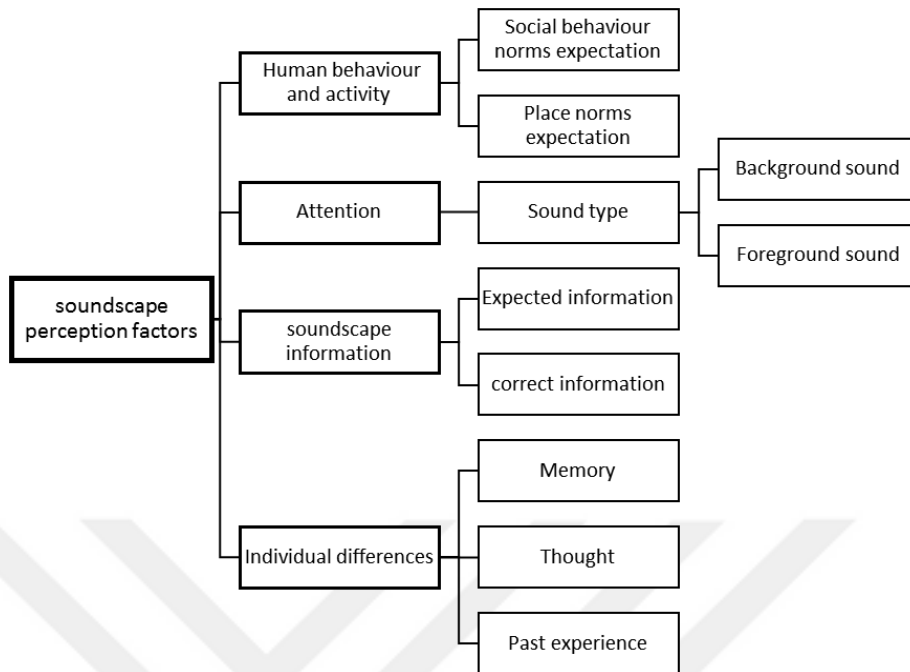 soundscape
perception factors
Human behaviour
and activity
Social behaviour
norms expectation
Place norms
expectation
Attention
Sound type
Background sound
Foreground sound
soundscape
information
Expected information
correct information
Individual differences
Memory
Thought
Past experience